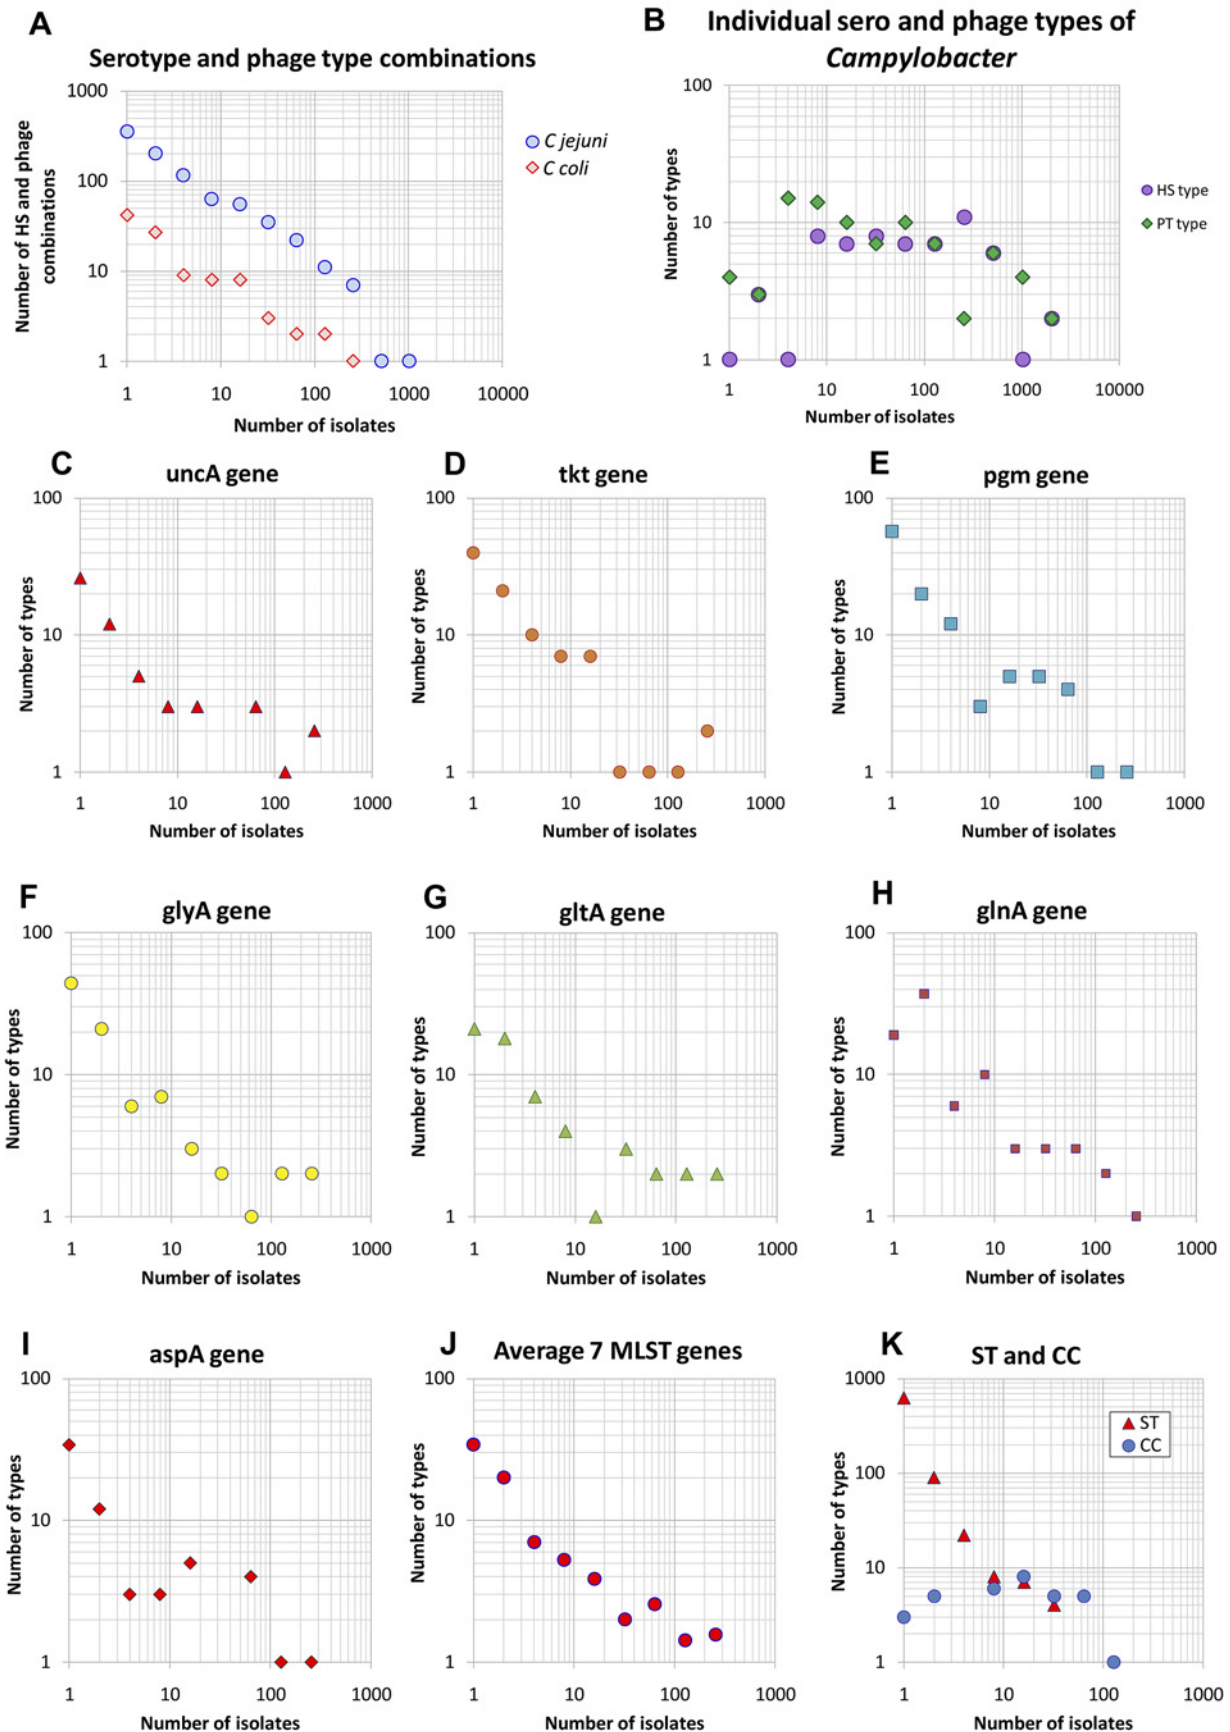 A
Serotype and phage type combinations
Number of HS and phage
combinations
1000
100
10
1
1
10
100
1000
10000
Number of isolates
C jejuni
C coli
B
Individual sero and phage types of
Campylobacter
Number of types
100
10
1
1
10
100
1000
10000
Number of isolates
HS type
PT type
C
uncA gene
Number of types
100
10
1
1
10
100
1000
Number of isolates
D
tkt gene
Number of types
100
10
1
1
10
100
1000
Number of isolates
E
pgm gene
Number of types
100
10
1
1
10
100
1000
Number of isolates
F
glyA gene
Number of types
100
10
1
1
10
100
1000
Number of isolates
G
gltA gene
Number of types
100
10
1
1
10
100
1000
Number of isolates
H
glnA gene
Number of types
100
10
1
1
10
100
1000
Number of isolates
I
aspA gene
Number of types
100
10
1
1
10
100
1000
Number of isolates
J
Average 7 MLST genes
Number of types
100
10
1
1
10
100
1000
Number of isolates
K
ST and CC
Number of types
1000
100
10
1
1
10
100
1000
Number of isolates
ST
CC